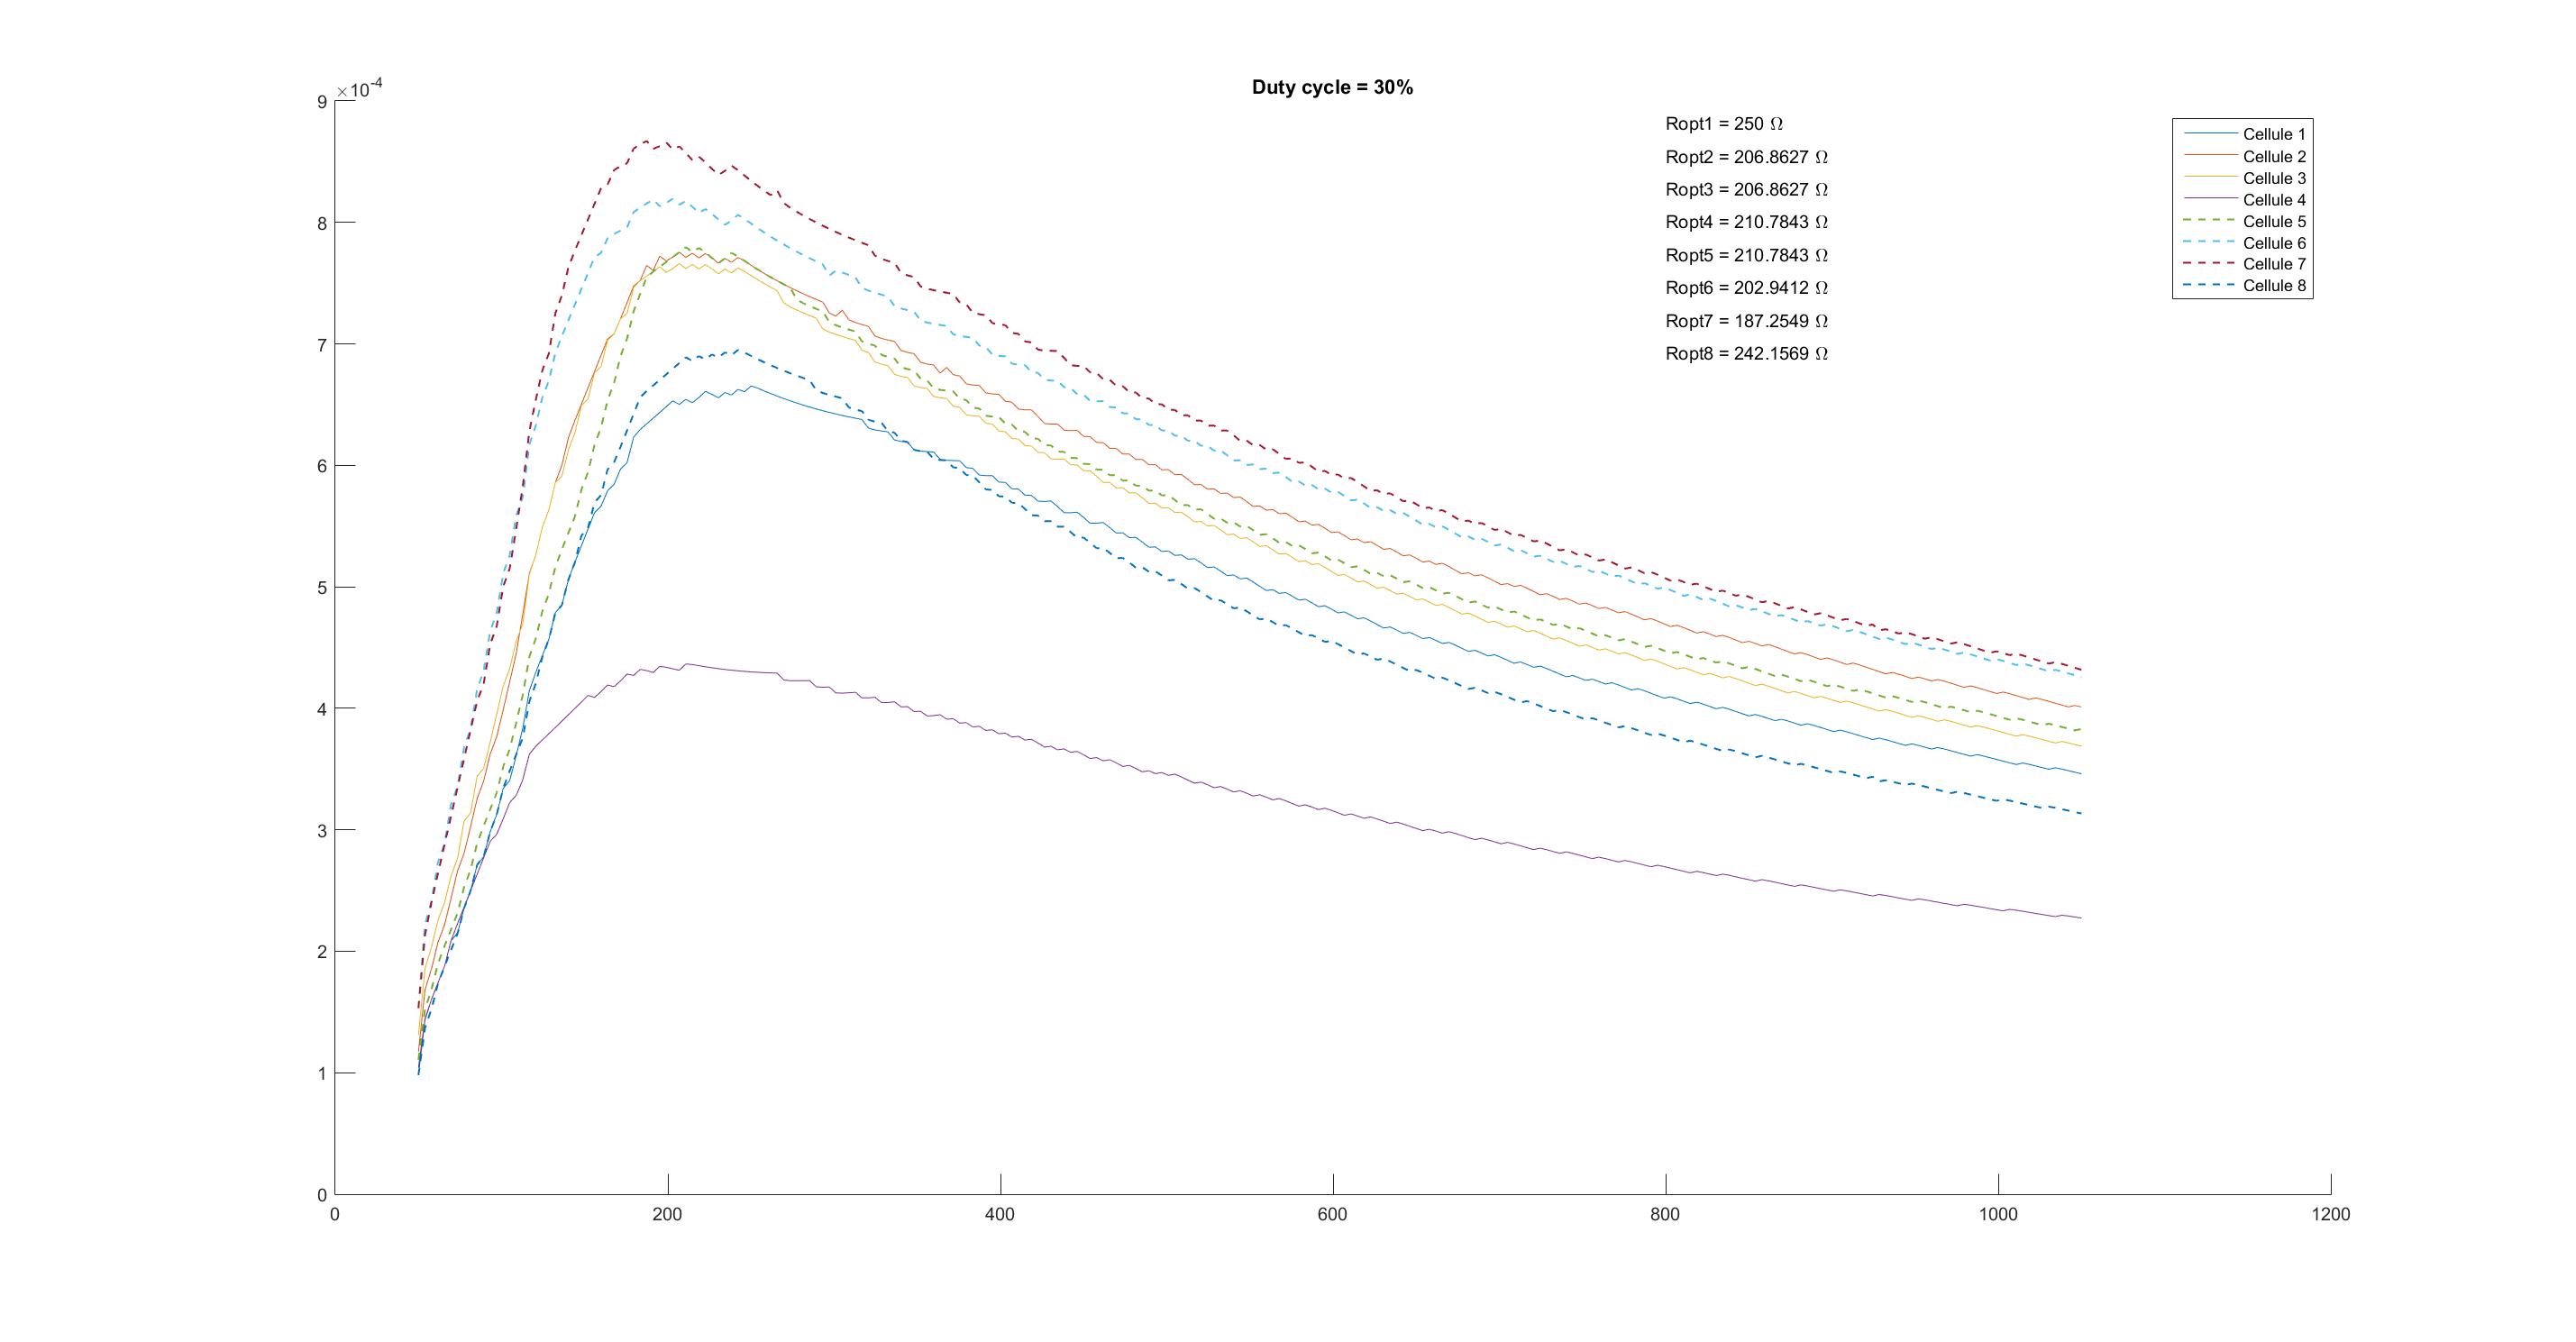 Duty cycle = 30%
×10-4
9
8
7
6
5
4
3
2
1
0
0 200 400 600 800 1000 1200
Ropt1 = 250 Ω
Ropt2 = 206.8627 Ω
Ropt3 = 206.8627 Ω
Ropt4 = 210.7843 Ω
Ropt5 = 210.7843 Ω
Ropt6 = 202.9412 Ω
Ropt7 = 187.2549 Ω
Ropt8 = 242.1569 Ω
Cellule 1
Cellule 2
Cellule 3
Cellule 4
Cellule 5
Cellule 6
Cellule 7
Cellule 8